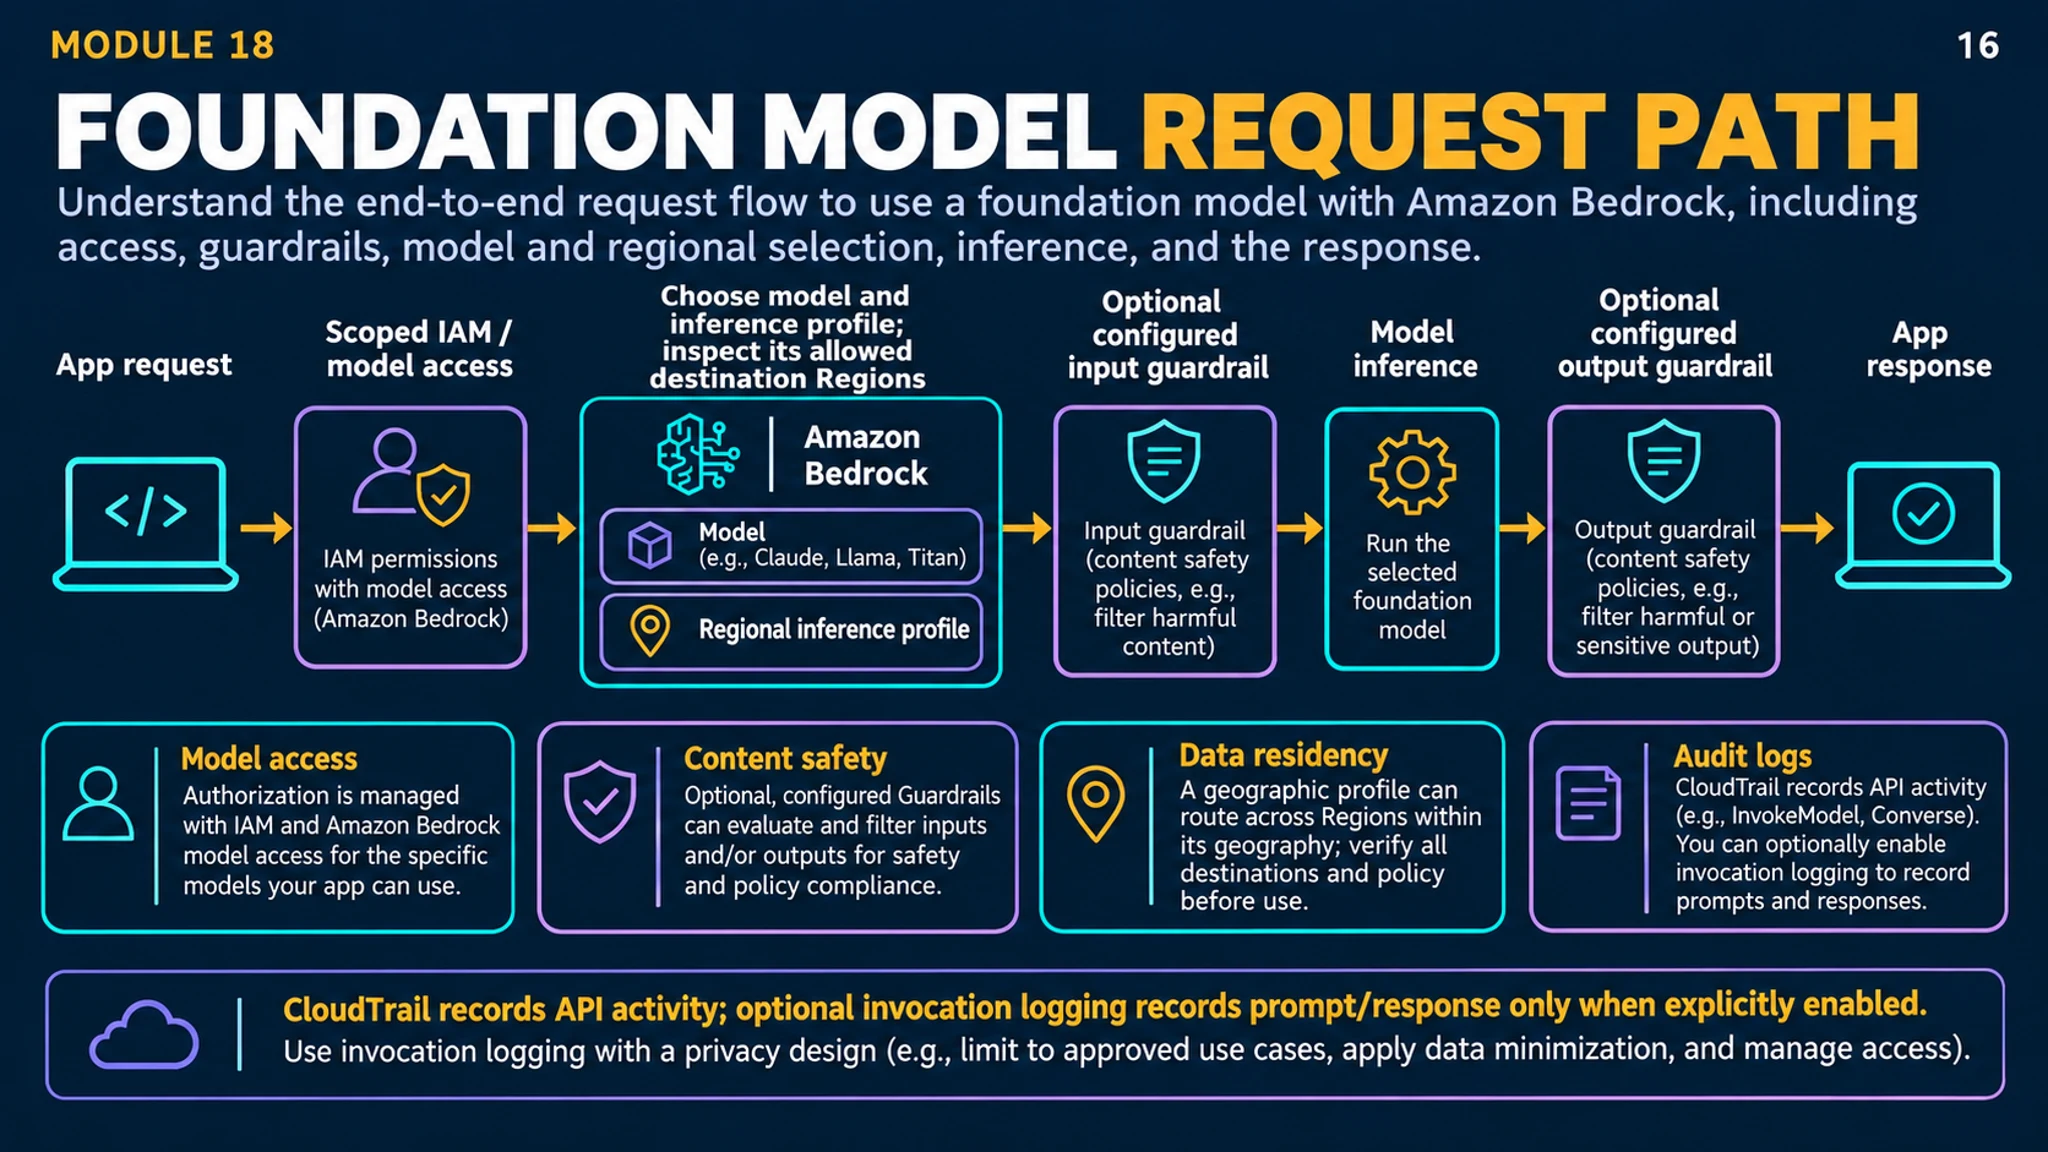 MODULE 18
16
FOUNDATION MODEL REQUEST PATH
Understand the end-to-end request flow to use a foundation model with Amazon Bedrock, including
access, guardrails, model and regional selection, inference, and the response.
App request
Scoped IAM /
model access
Choose model and
inference profile;
inspect its allowed
destination Regions
Optional
configured
input guardrail
Model
inference
Optional
configured
output guardrail
App
response
</>
IAM permissions
with model access
(Amazon Bedrock)
Amazon
Bedrock
Model
(e.g., Claude, Llama, Titan)
Regional inference profile
Input guardrail
(content safety
policies, e.g.,
filter harmful
content)
Run the
selected
foundation
model
Output guardrail
(content safety
policies, e.g.,
filter harmful or
sensitive output)
Model access
Authorization is managed
with IAM and Amazon Bedrock
model access for the specific
models your app can use.
Content safety
Optional, configured Guardrails
can evaluate and filter inputs
and/or outputs for safety
and policy compliance.
Data residency
A geographic profile can
route across Regions within
its geography; verify all
destinations and policy
before use.
Audit logs
CloudTrail records API activity
(e.g., InvokeModel, Converse).
You can optionally enable
invocation logging to record
prompts and responses.
CloudTrail records API activity; optional invocation logging records prompt/response only when explicitly enabled.
Use invocation logging with a privacy design (e.g., limit to approved use cases, apply data minimization, and manage access).